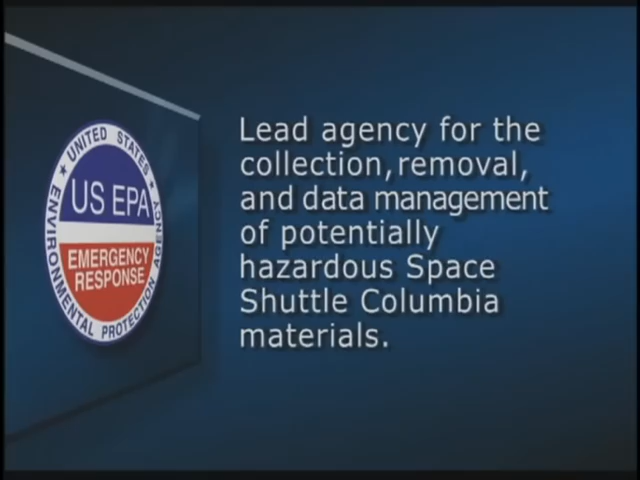 UNITED STATES
ENVIRONMENTAL PROTECTION AGENCY
US EPA
EMERGENCY
RESPONSE
Lead agency for the
collection, removal,
and data management
of potentially
hazardous Space
Shuttle Columbia
materials.